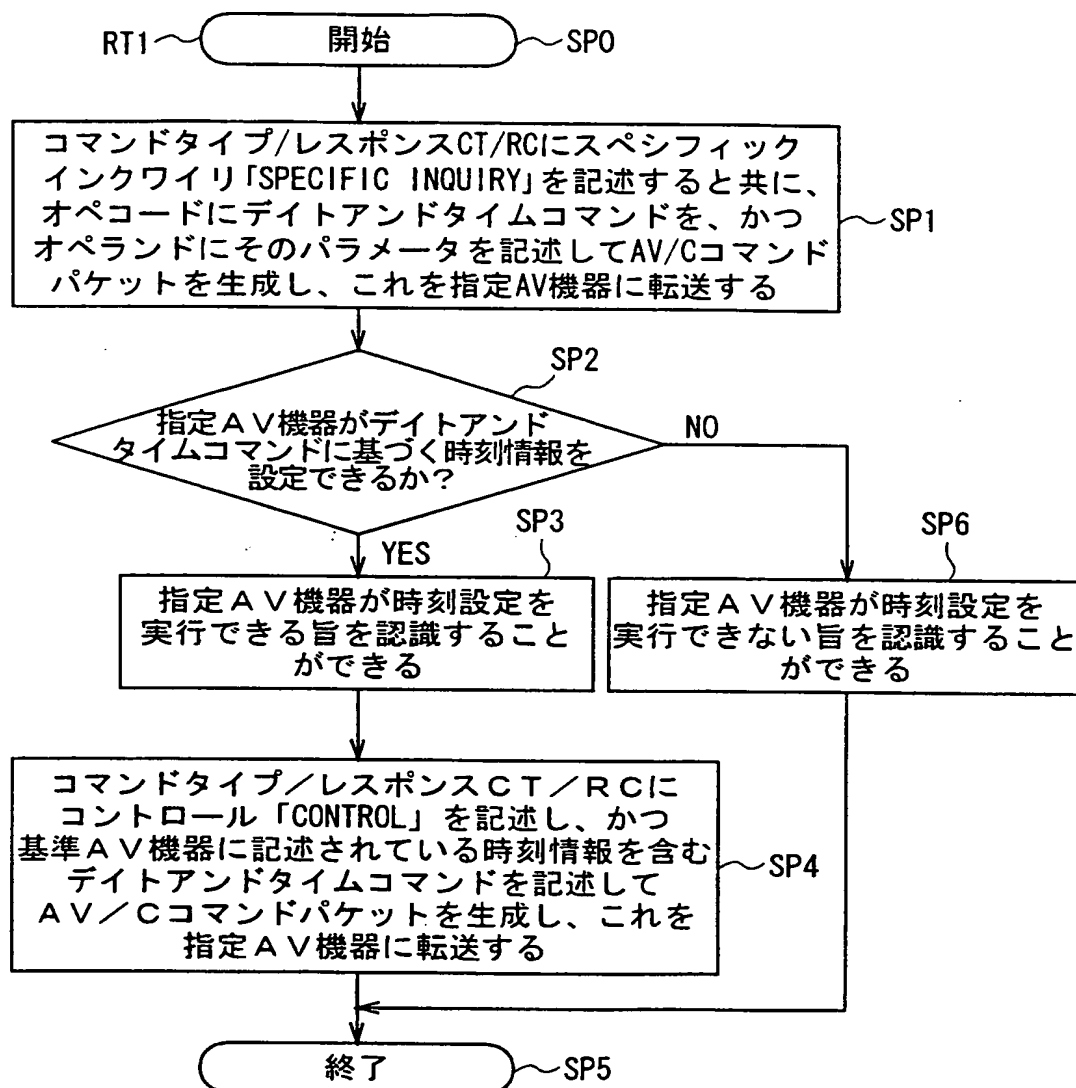 RT1
開始
SP0
コマンドタイプ/レスポンスCT/RCにスペシフィック
インクワイリ「SPECIFIC INQUIRY」を記述すると共に、
オペコードにデイトアンドタイムコマンドを、かつ
オペランドにそのパラメータを記述してAV/Cコマンド
パケットを生成し、これを指定AV機器に転送する
SP1
SP2
指定AV機器がデイトアンド
タイムコマンドに基づく時刻情報を
設定できるか?
NO
YES
SP3
指定AV機器が時刻設定を
実行できる旨を認識すること
ができる
SP6
指定AV機器が時刻設定を
実行できない旨を認識すること
ができる
コマンドタイプ/レスポンスCT/RCに
コントロール「CONTROL」を記述し、かつ
基準AV機器に記述されている時刻情報を含む
デイトアンドタイムコマンドを記述して
AV/Cコマンドパケットを生成し、これを
指定AV機器に転送する
SP4
終了
SP5